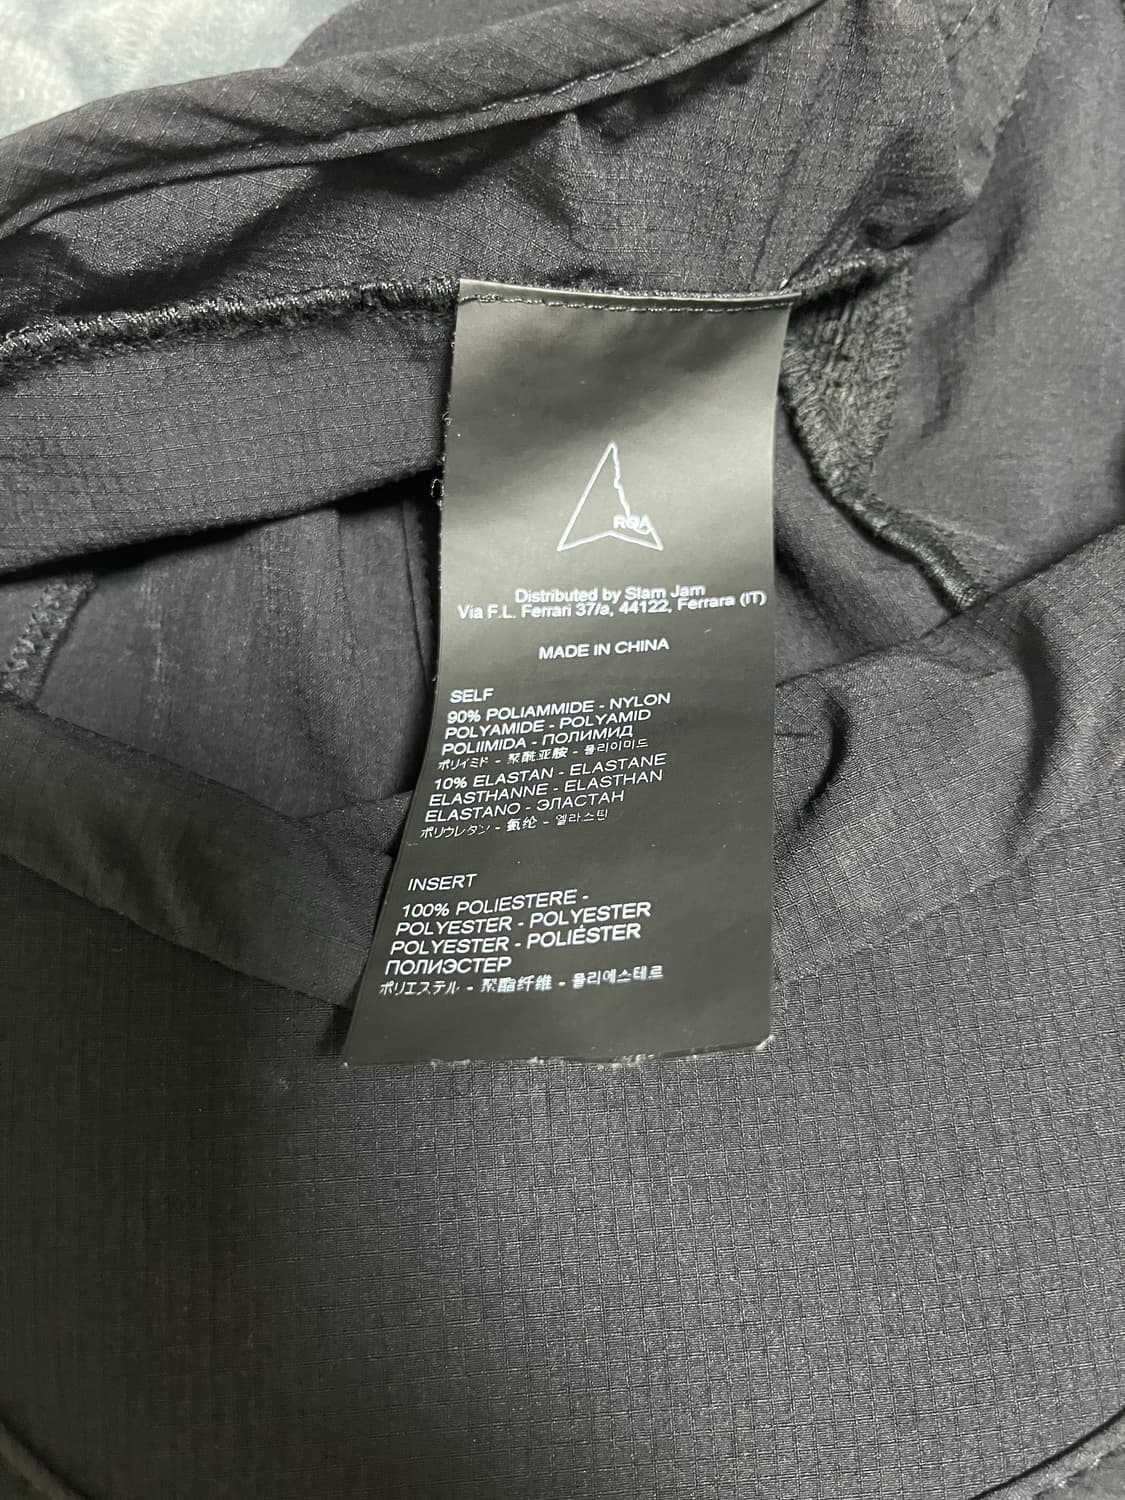 ROA
Distributed by Slam Jam
Via F.L. Ferrari 37/a, 44122, Ferrara (IT)
MADE IN CHINA
SELF
90% POLIAMMIDE - NYLON
POLYAMIDE - POLYAMID
POLIIMIDA - ПОЛИМИД
ポリイミド - 聚酰亚胺 - 폴리이미드
10% ELASTAN - ELASTANE
ELASTHANNE - ELASTHAN
ELASTANO - ЭЛАСТАН
ポリウレタン - 氨纶 - 엘라스틴
INSERT
100% POLIESTERE -
POLYESTER - POLYESTER
POLYESTER - POLIÉSTER
ПОЛИЭСТЕР
ポリエステル - 聚酯纤维 - 폴리에스테르